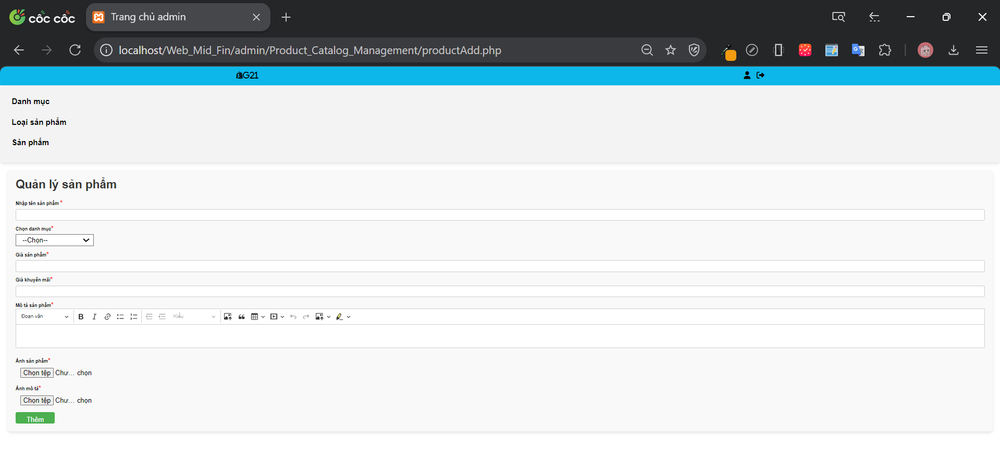 cốc cốc
Trang chủ admin
localhost/Web_Mid_Fin/admin/Product_Catalog_Management/productAdd.php
G21
Danh mục
Loại sản phẩm
Sản phẩm
Quản lý sản phẩm
Nhập tên sản phẩm *
Chọn danh mục*
--Chọn--
Giá sản phẩm*
Giá khuyến mãi*
Mô tả sản phẩm*
Đoạn văn
Kiểu
Ảnh sản phẩm*
Chọn tệp Chư… chọn
Ảnh mô tả*
Chọn tệp Chư… chọn
Thêm